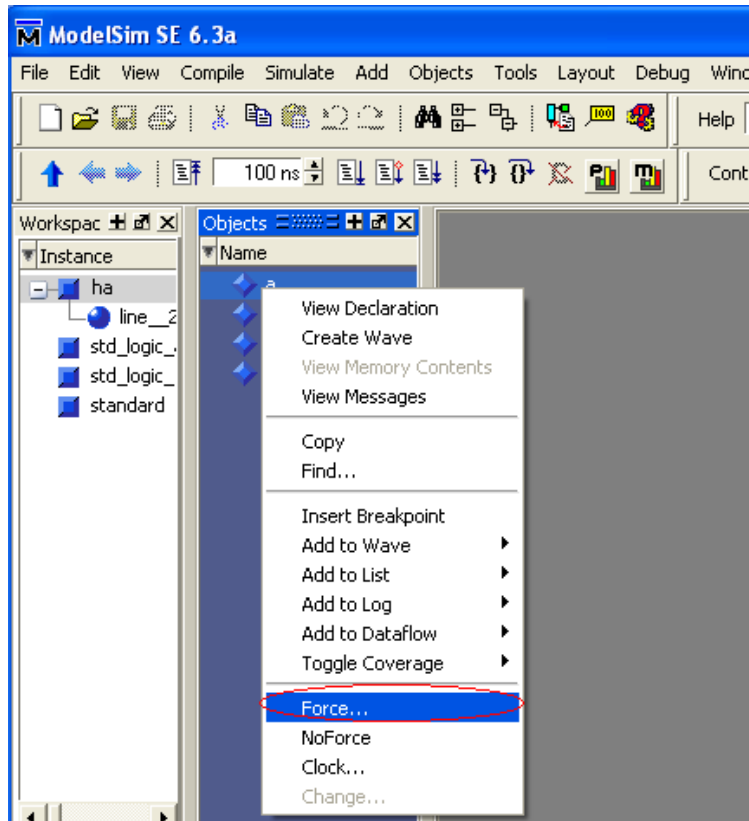 ModelSim SE 6.3a
File Edit View Compile Simulate Add Objects Tools Layout Debug Winc
Help
100 ns
Cont
Workspac
Objects
Instance
Name
ha
a
line__2
std_logic_
std_logic_
standard
View Declaration
Create Wave
View Memory Contents
View Messages
Copy
Find...
Insert Breakpoint
Add to Wave
Add to List
Add to Log
Add to Dataflow
Toggle Coverage
Force...
NoForce
Clock...
Change...